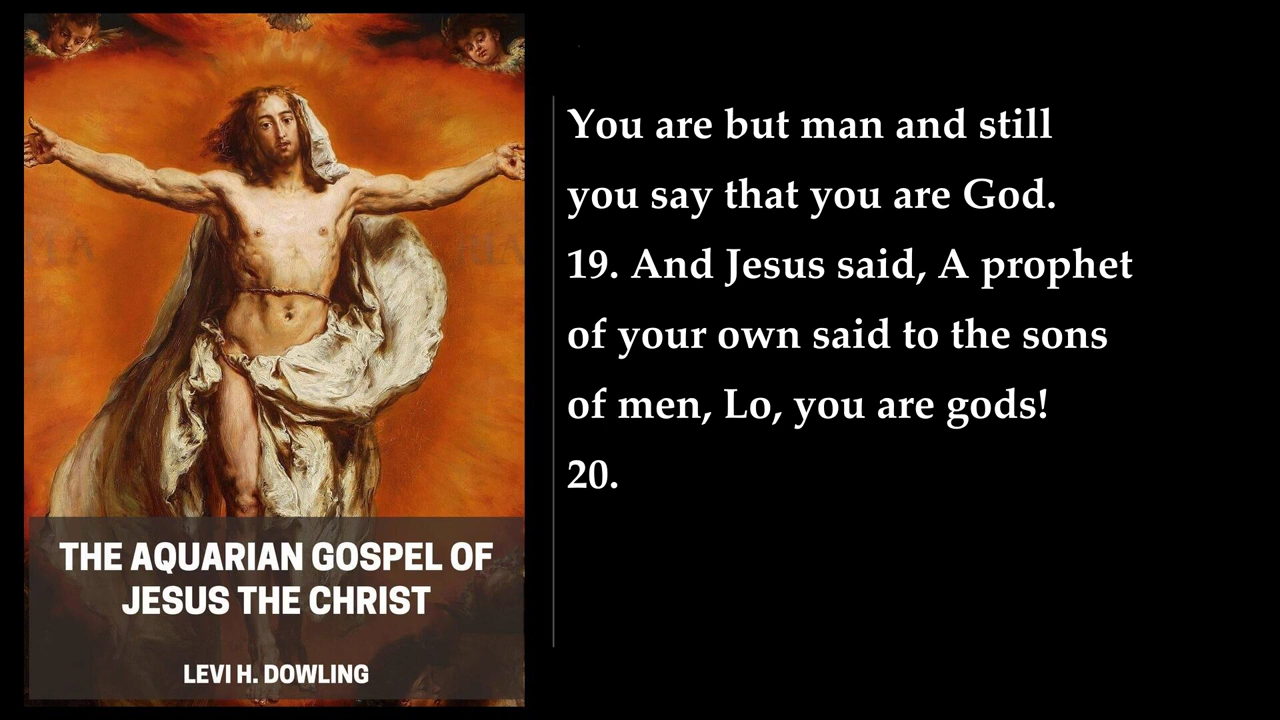 THE AQUARIAN GOSPEL OF
JESUS THE CHRIST
LEVI H. DOWLING
You are but man and still
you say that you are God.
19. And Jesus said, A prophet
of your own said to the sons
of men, Lo, you are gods!
20.